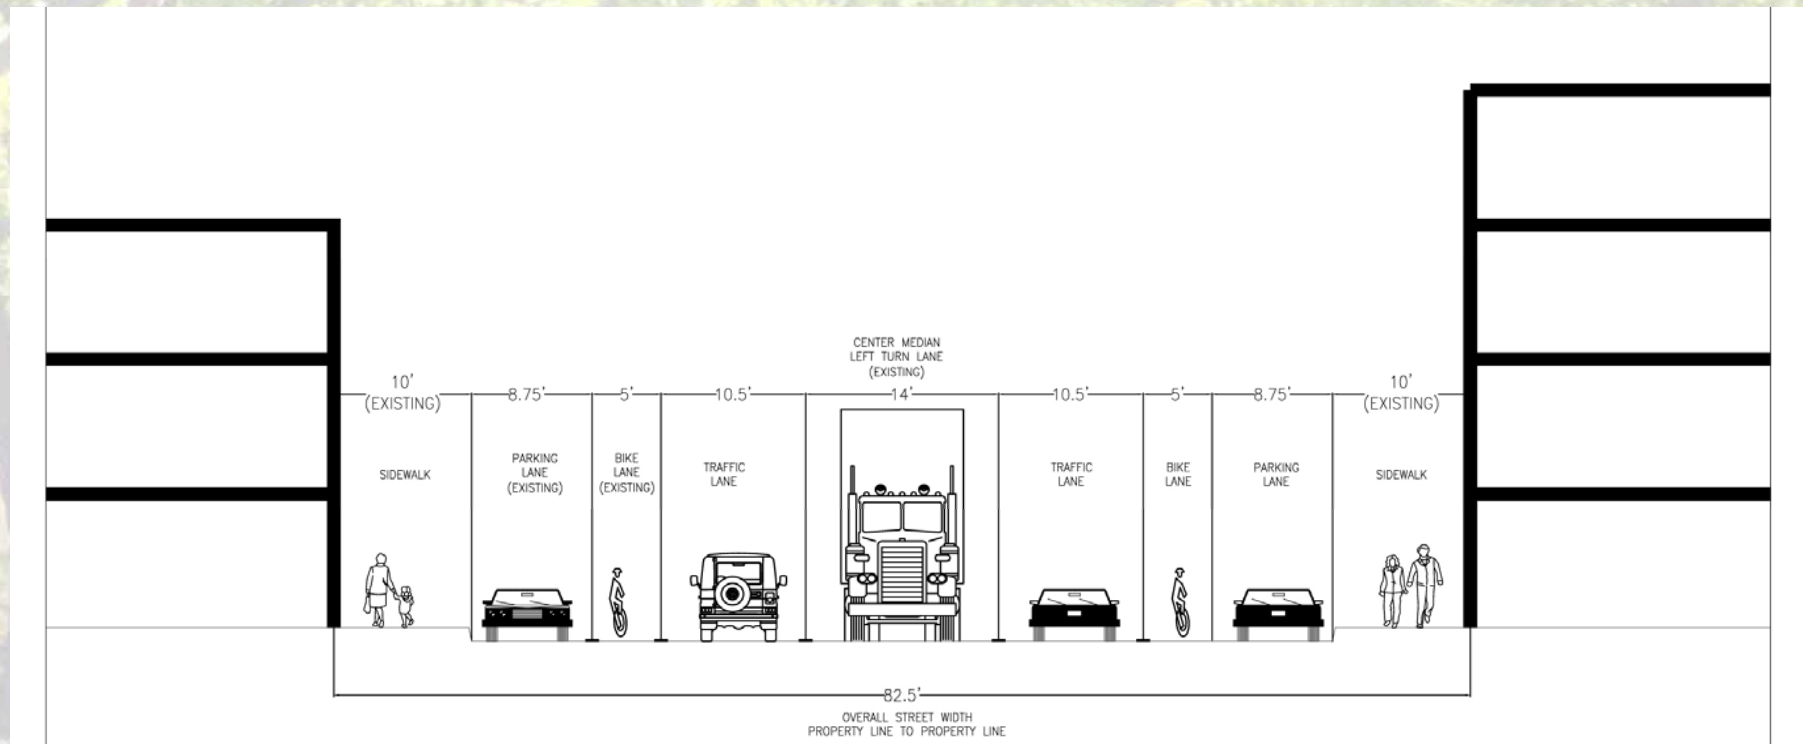 CENTER MEDIAN
LEFT TURN LANE
(EXISTING)
10'
(EXISTING)
8.75'
5'
10.5'
14'
10.5'
5'
8.75'
10'
(EXISTING)
SIDEWALK
PARKING
LANE
(EXISTING)
BIKE
LANE
(EXISTING)
TRAFFIC
LANE
TRAFFIC
LANE
BIKE
LANE
PARKING
LANE
SIDEWALK
82.5'
OVERALL STREET WIDTH
PROPERTY LINE TO PROPERTY LINE